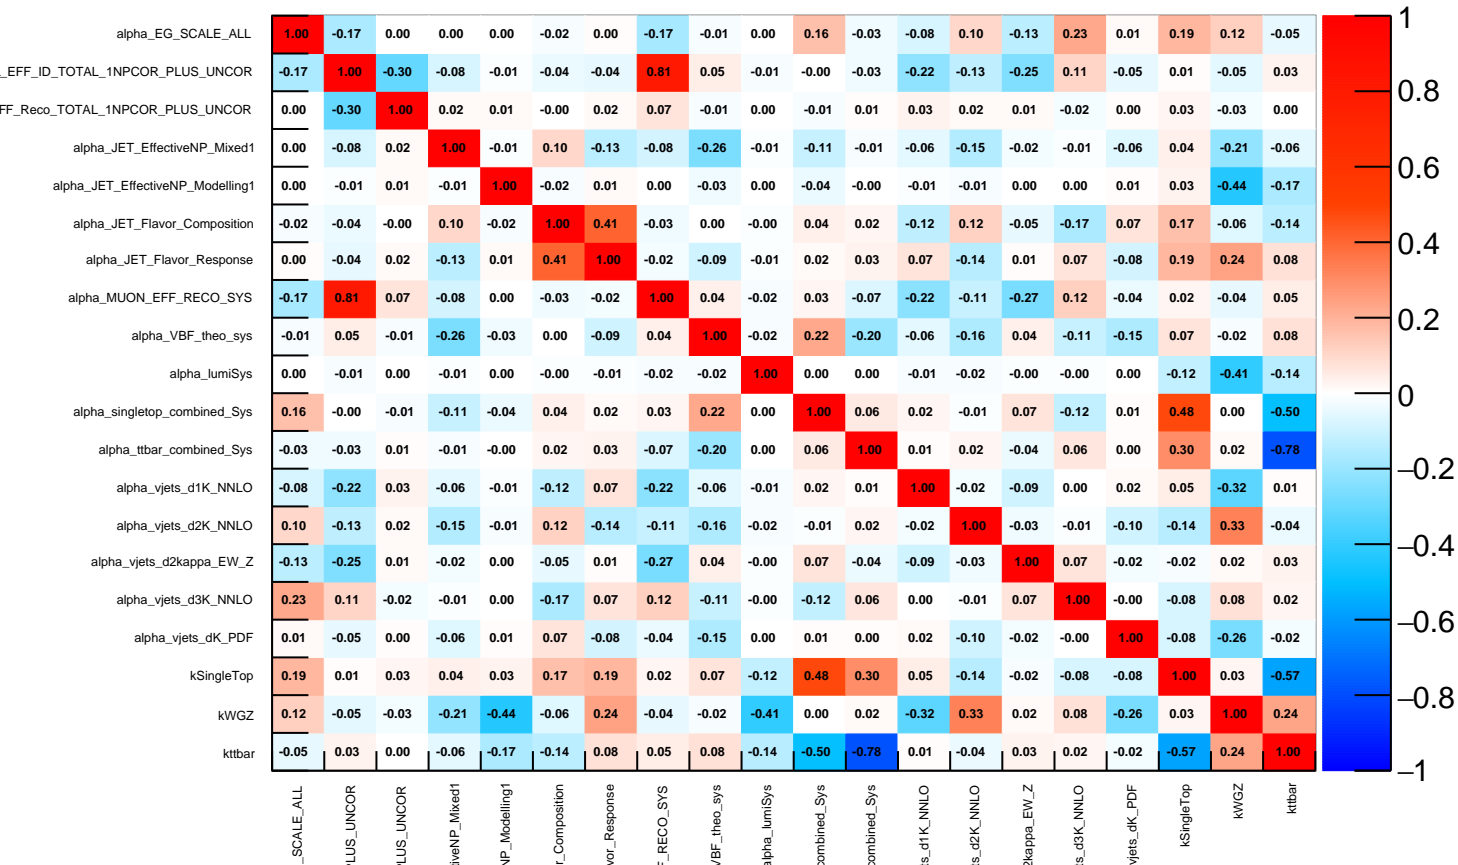 alpha_EG_SCALE_ALL 1.00 -0.17 0.00 0.00 0.00 -0.02 0.00 -0.17 -0.01 0.00 0.16 -0.03 -0.08 0.10 -0.13 0.23 0.01 0.19 0.12 -0.05
_EFF_ID_TOTAL_1NPCOR_PLUS_UNCOR -0.17 1.00 -0.30 -0.08 -0.01 -0.04 -0.04 0.81 0.05 -0.01 -0.00 -0.03 -0.22 -0.13 -0.25 0.11 -0.05 0.01 -0.05 0.03
FF_Reco_TOTAL_1NPCOR_PLUS_UNCOR 0.00 -0.30 1.00 0.02 0.01 -0.00 0.02 0.07 -0.01 0.00 -0.01 0.01 0.03 0.02 0.01 -0.02 0.00 0.03 -0.03 0.00
alpha_JET_EffectiveNP_Mixed1 0.00 -0.08 0.02 1.00 -0.01 0.10 -0.13 -0.08 -0.26 -0.01 -0.11 -0.01 -0.06 -0.15 -0.02 -0.01 -0.06 0.04 -0.21 -0.06
alpha_JET_EffectiveNP_Modelling1 0.00 -0.01 0.01 -0.01 1.00 -0.02 0.01 0.00 -0.03 0.00 -0.04 -0.00 -0.01 -0.01 0.00 0.00 0.01 0.03 -0.44 -0.17
alpha_JET_Flavor_Composition -0.02 -0.04 -0.00 0.10 -0.02 1.00 0.41 -0.03 0.00 -0.00 0.04 0.02 -0.12 0.12 -0.05 -0.17 0.07 0.17 -0.06 -0.14
alpha_JET_Flavor_Response 0.00 -0.04 0.02 -0.13 0.01 0.41 1.00 -0.02 -0.09 -0.01 0.02 0.03 0.07 -0.14 0.01 0.07 -0.08 0.19 0.24 0.08
alpha_MUON_EFF_RECO_SYS -0.17 0.81 0.07 -0.08 0.00 -0.03 -0.02 1.00 0.04 -0.02 0.03 -0.07 -0.22 -0.11 -0.27 0.12 -0.04 0.02 -0.04 0.05
alpha_VBF_theo_sys -0.01 0.05 -0.01 -0.26 -0.03 0.00 -0.09 0.04 1.00 -0.02 0.22 -0.20 -0.06 -0.16 0.04 -0.11 -0.15 0.07 -0.02 0.08
alpha_lumiSys 0.00 -0.01 0.00 -0.01 0.00 -0.00 -0.01 -0.02 -0.02 1.00 0.00 0.00 -0.01 -0.02 -0.00 -0.00 0.00 -0.12 -0.41 -0.14
alpha_singletop_combined_Sys 0.16 -0.00 -0.01 -0.11 -0.04 0.04 0.02 0.03 0.22 0.00 1.00 0.06 0.02 -0.01 0.07 -0.12 0.01 0.48 0.00 -0.50
alpha_ttbar_combined_Sys -0.03 -0.03 0.01 -0.01 -0.00 0.02 0.03 -0.07 -0.20 0.00 0.06 1.00 0.01 0.02 -0.04 0.06 0.00 0.30 0.02 -0.78
alpha_vjets_d1K_NNLO -0.08 -0.22 0.03 -0.06 -0.01 -0.12 0.07 -0.22 -0.06 -0.01 0.02 0.01 1.00 -0.02 -0.09 0.00 0.02 0.05 -0.32 0.01
alpha_vjets_d2K_NNLO 0.10 -0.13 0.02 -0.15 -0.01 0.12 -0.14 -0.11 -0.16 -0.02 -0.01 0.02 -0.02 1.00 -0.03 -0.01 -0.10 -0.14 0.33 -0.04
alpha_vjets_d2kappa_EW_Z -0.13 -0.25 0.01 -0.02 0.00 -0.05 0.01 -0.27 0.04 -0.00 0.07 -0.04 -0.09 -0.03 1.00 0.07 -0.02 -0.02 0.02 0.03
alpha_vjets_d3K_NNLO 0.23 0.11 -0.02 -0.01 0.00 -0.17 0.07 0.12 -0.11 -0.00 -0.12 0.06 0.00 -0.01 0.07 1.00 -0.00 -0.08 0.08 0.02
alpha_vjets_dK_PDF 0.01 -0.05 0.00 -0.06 0.01 0.07 -0.08 -0.04 -0.15 0.00 0.01 0.00 0.02 -0.10 -0.02 -0.00 1.00 -0.08 -0.26 -0.02
kSingleTop 0.19 0.01 0.03 0.04 0.03 0.17 0.19 0.02 0.07 -0.12 0.48 0.30 0.05 -0.14 -0.02 -0.08 -0.08 1.00 0.03 -0.57
kWGZ 0.12 -0.05 -0.03 -0.21 -0.44 -0.06 0.24 -0.04 -0.02 -0.41 0.00 0.02 -0.32 0.33 0.02 0.08 -0.26 0.03 1.00 0.24
kttbar -0.05 0.03 0.00 -0.06 -0.17 -0.14 0.08 0.05 0.08 -0.14 -0.50 -0.78 0.01 -0.04 0.03 0.02 -0.02 -0.57 0.24 1.00
_SCALE_ALL
PLUS_UNCOR
PLUS_UNCOR
tiveNP_Mixed1
NP_Modelling1
r_Composition
vor_Response
F_RECO_SYS
VBF_theo_sys
alpha_lumiSys
combined_Sys
combined_Sys
ts_d1K_NNLO
ts_d2K_NNLO
2kappa_EW_Z
ts_d3K_NNLO
vjets_dK_PDF
kSingleTop
kWGZ
kttbar
1
0.8
0.6
0.4
0.2
0
−0.2
−0.4
−0.6
−0.8
−1